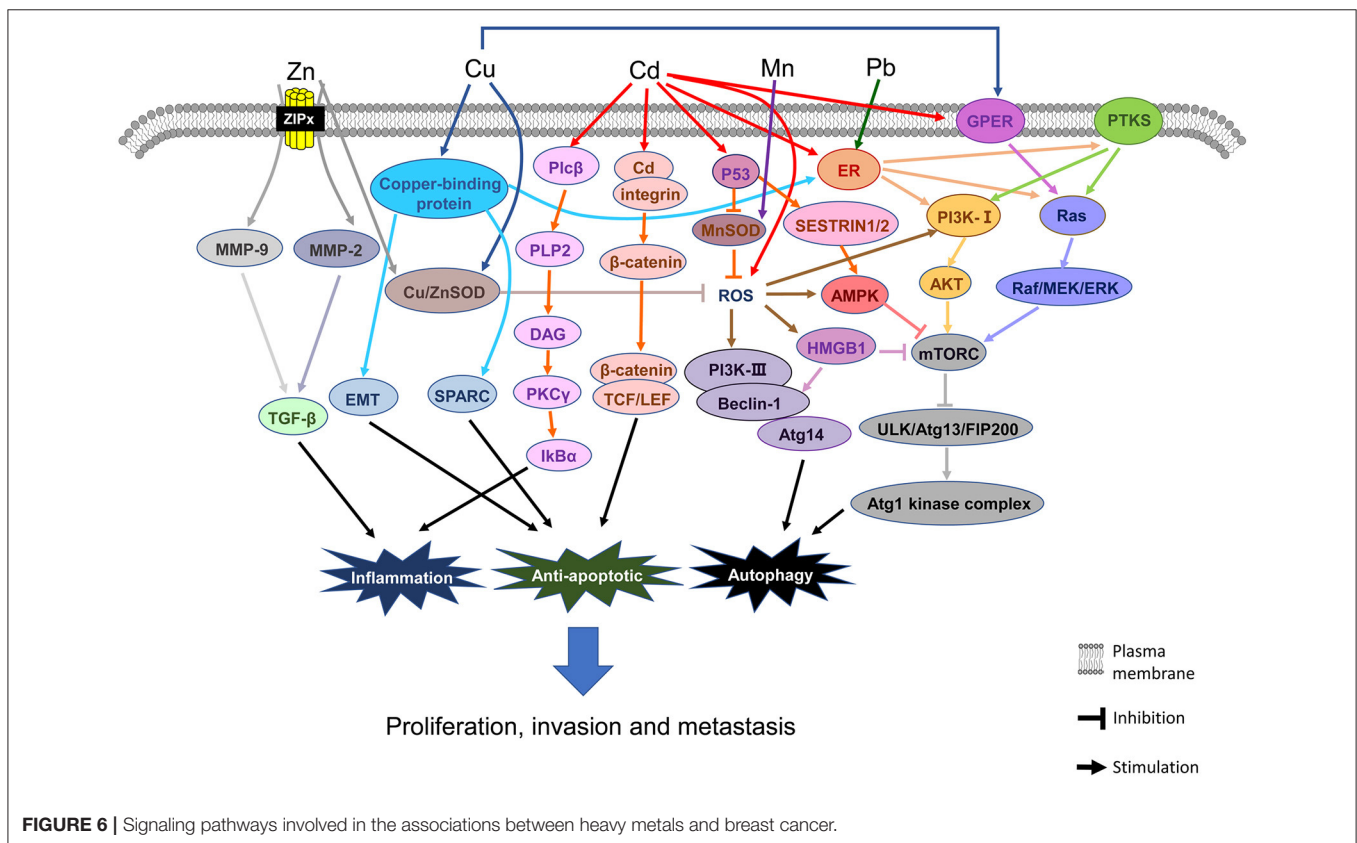 Zn
Cu
Cd
Mn
Pb
ZIPx
GPER
PTKS
Copper-binding
protein
Plcβ
Cd
integrin
P53
ER
MMP-9
MMP-2
PLP2
β-catenin
MnSOD
SESTRIN1/2
PI3K-Ⅰ
Ras
Cu/ZnSOD
ROS
AMPK
AKT
Raf/MEK/ERK
DAG
HMGB1
mTORC
TGF-β
EMT
SPARC
PKCγ
β-catenin
TCF/LEF
PI3K-Ⅲ
Beclin-1
Atg14
ULK/Atg13/FIP200
IkBα
Atg1 kinase complex
Inflammation
Anti-apoptotic
Autophagy
Proliferation, invasion and metastasis
Plasma
membrane
Inhibition
Stimulation
FIGURE 6 | Signaling pathways involved in the associations between heavy metals and breast cancer.